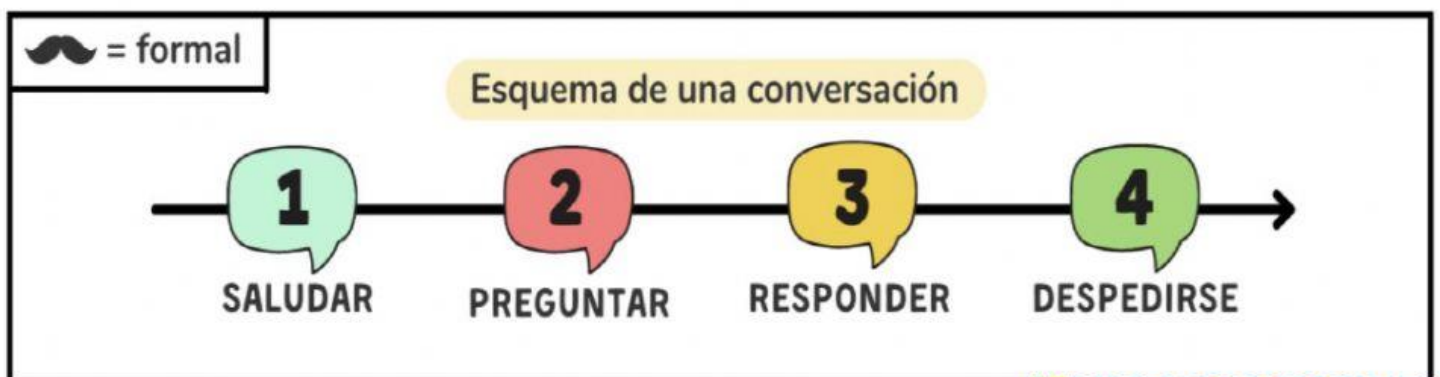 = formal
Esquema de una conversación
1 2 3 4
SALUDAR PREGUNTAR RESPONDER DESPEDIRSE